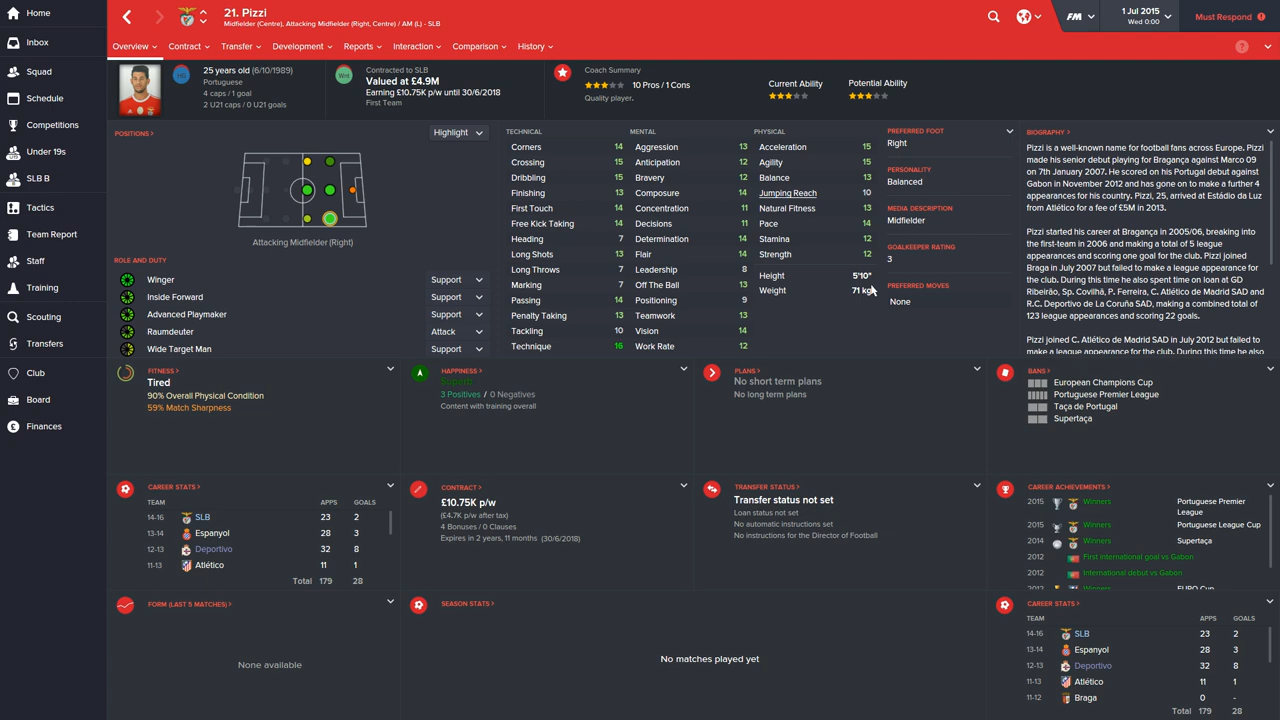 Home
Inbox
Squad
Schedule
Competitions
Under 19s
SLB B
Tactics
Team Report
Staff
Training
Scouting
Transfers
Club
Board
Finances
21. Pizzi
Midfielder (Centre), Attacking Midfielder (Right, Centre) / AM (L) - SLB
FM
1 Jul 2015
Wed 0:00
Must Respond
Overview
Contract
Transfer
Development
Reports
Interaction
Comparison
History
25 years old (6/10/1989)
Portuguese
4 caps / 1 goal
2 U21 caps / 0 U21 goals
HG
Wnt
Contracted to SLB
Valued at £4.9M
Earning £10.75K p/w until 30/6/2018
First Team
Coach Summary
10 Pros / 1 Cons
Quality player.
Current Ability
Potential Ability
POSITIONS >
Highlight
Attacking Midfielder (Right)
ROLE AND DUTY
Winger Support
Inside Forward Support
Advanced Playmaker Support
Raumdeuter Attack
Wide Target Man Support
TECHNICAL
Corners 14
Crossing 15
Dribbling 15
Finishing 13
First Touch 14
Free Kick Taking 14
Heading 7
Long Shots 13
Long Throws 7
Marking 7
Passing 14
Penalty Taking 13
Tackling 10
Technique 16
MENTAL
Aggression 13
Anticipation 12
Bravery 12
Composure 14
Concentration 11
Decisions 11
Determination 14
Flair 14
Leadership 8
Off The Ball 13
Positioning 9
Teamwork 13
Vision 14
Work Rate 12
PHYSICAL
Acceleration 15
Agility 15
Balance 13
Jumping Reach 10
Natural Fitness 13
Pace 14
Stamina 12
Strength 12
Height 5'10"
Weight 71 kg
PREFERRED FOOT
Right
PERSONALITY
Balanced
MEDIA DESCRIPTION
Midfielder
GOALKEEPER RATING
3
PREFERRED MOVES
None
BIOGRAPHY >
Pizzi is a well-known name for football fans across Europe. Pizzi
made his senior debut playing for Bragança against Marco 09
on 7th January 2007. He scored on his Portugal debut against
Gabon in November 2012 and has gone on to make a further 4
appearances for his country. Pizzi, 25, arrived at Estádio da Luz
from Atlético for a fee of £5M in 2013.
Pizzi started his career at Bragança in 2005/06, breaking into
the first-team in 2006 and making a total of 5 league
appearances and scoring one goal for the club. Pizzi joined
Braga in July 2007 but failed to make a league appearance for
the club. During this time he also spent time on loan at GD
Ribeirão, Sp. Covilhã, P. Ferreira, C. Atlético de Madrid SAD and
R.C. Deportivo de La Coruña SAD, making a combined total of
123 league appearances and scoring 22 goals.
Pizzi joined C. Atlético de Madrid SAD in July 2012 but failed to
make a league appearance for the club. During this time he also
FITNESS >
Tired
90% Overall Physical Condition
59% Match Sharpness
HAPPINESS >
Superb
3 Positives / 0 Negatives
Content with training overall
PLANS >
No short term plans
No long term plans
BANS >
European Champions Cup
Portuguese Premier League
Taça de Portugal
Supertaça
CAREER STATS >
TEAM APPS GOALS
14-16 SLB 23 2
13-14 Espanyol 28 3
12-13 Deportivo 32 8
11-13 Atlético 11 1
Total 179 28
CONTRACT >
£10.75K p/w
(£4.7K p/w after tax)
4 Bonuses / 0 Clauses
Expires in 2 years, 11 months (30/6/2018)
TRANSFER STATUS >
Transfer status not set
Loan status not set
No automatic instructions set
No instructions for the Director of Football
CAREER ACHIEVEMENTS >
2015 Winners Portuguese Premier
League
2015 Winners Portuguese League Cup
2014 Winners Supertaça
2012 First international goal vs Gabon
2012 International debut vs Gabon
2012 Winners EURO Cup
FORM (LAST 5 MATCHES) >
None available
SEASON STATS >
No matches played yet
CAREER STATS >
TEAM APPS GOALS
14-16 SLB 23 2
13-14 Espanyol 28 3
12-13 Deportivo 32 8
11-13 Atlético 11 1
11-12 Braga 0 -
Total 179 28